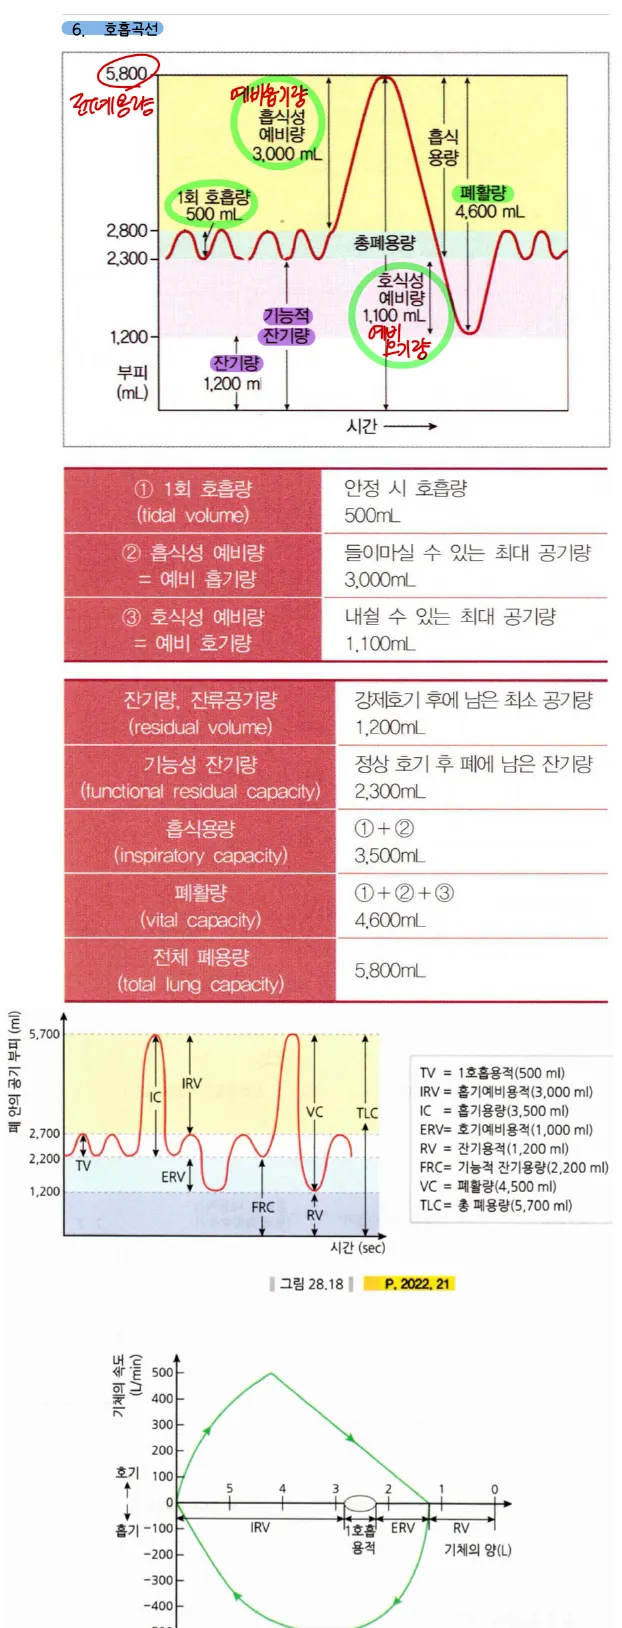 6. 호흡곡선
5,800
전폐용량
예비흡기량
흡식성
예비량
3,000 mL
흡식
용량
1회 호흡량
500 mL
폐활량
4,600 mL
2,800
총폐용량
2,300
호식성
예비량
1,100 mL
예비
호기량
기능적
잔기량
1,200
잔기량
1,200 ml
부피
(mL)
시간
① 1회 호흡량
(tidal volume)
안정 시 호흡량
500mL
② 흡식성 예비량
= 예비 흡기량
들이마실 수 있는 최대 공기량
3,000mL
③ 호식성 예비량
= 예비 호기량
내쉴 수 있는 최대 공기량
1,100mL
잔기량, 잔류공기량
(residual volume)
강제호기 후에 남은 최소 공기량
1,200mL
기능성 잔기량
(functional residual capacity)
정상 호기 후 폐에 남은 잔기량
2,300mL
흡식용량
(inspiratory capacity)
①+②
3,500mL
폐활량
(vital capacity)
①+②+③
4,600mL
전체 폐용량
(total lung capacity)
5,800mL
폐 안의 공기 부피 (ml)
5,700
IRV
IC
VC
TLC
2,700
2,200
TV
ERV
1,200
FRC
RV
시간 (sec)
TV = 1호흡용적(500 ml)
IRV = 흡기예비용적(3,000 ml)
IC = 흡기용량(3,500 ml)
ERV= 호기예비용적(1,000 ml)
RV = 잔기용적(1,200 ml)
FRC= 기능적 잔기용량(2,200 ml)
VC = 폐활량(4,500 ml)
TLC= 총 폐용량(5,700 ml)
그림 28.18
P. 2022. 21
기체의 속도
(L/min)
500
400
300
200
100
호기
5 4 3 2 1 0
0
흡기
IRV
1호흡
용적
ERV
RV
기체의 양(L)
-100
-200
-300
-400